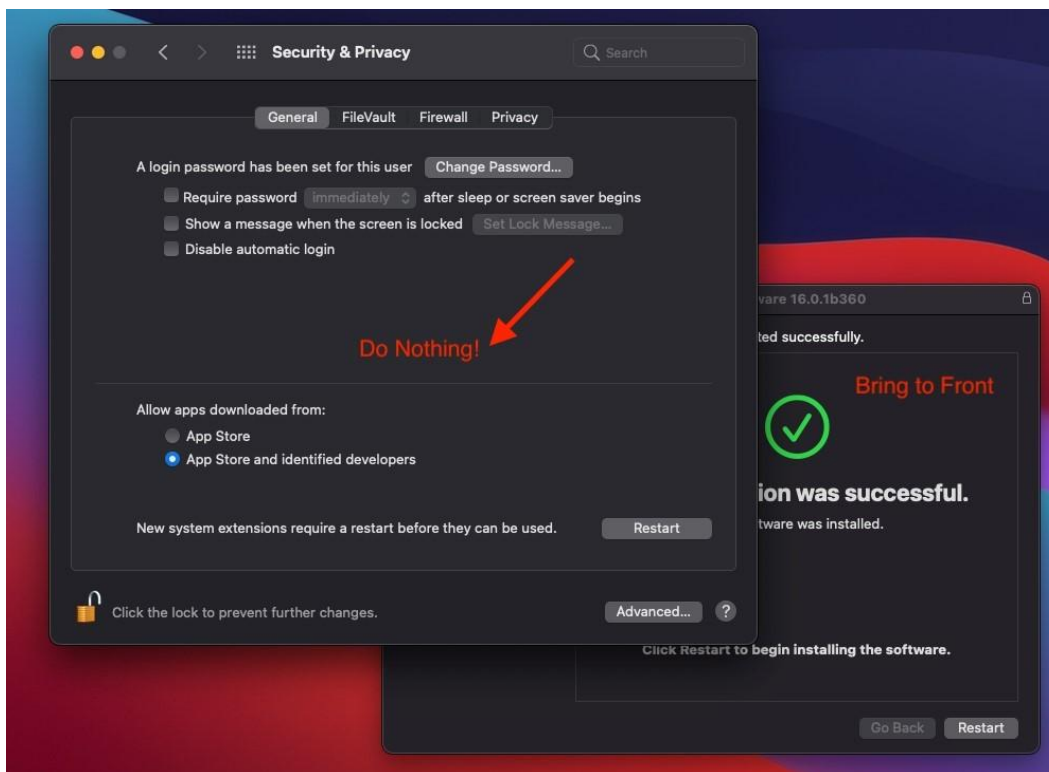 Security & Privacy
Search
General FileVault Firewall Privacy
A login password has been set for this user Change Password...
Require password immediately after sleep or screen saver begins
Show a message when the screen is locked Set Lock Message...
Disable automatic login
Do Nothing!
Allow apps downloaded from:
App Store
App Store and identified developers
New system extensions require a restart before they can be used. Restart
Click the lock to prevent further changes. Advanced... ?
ware 16.0.1b360
ted successfully.
Bring to Front
ion was successful.
tware was installed.
Click Restart to begin installing the software.
Go Back Restart